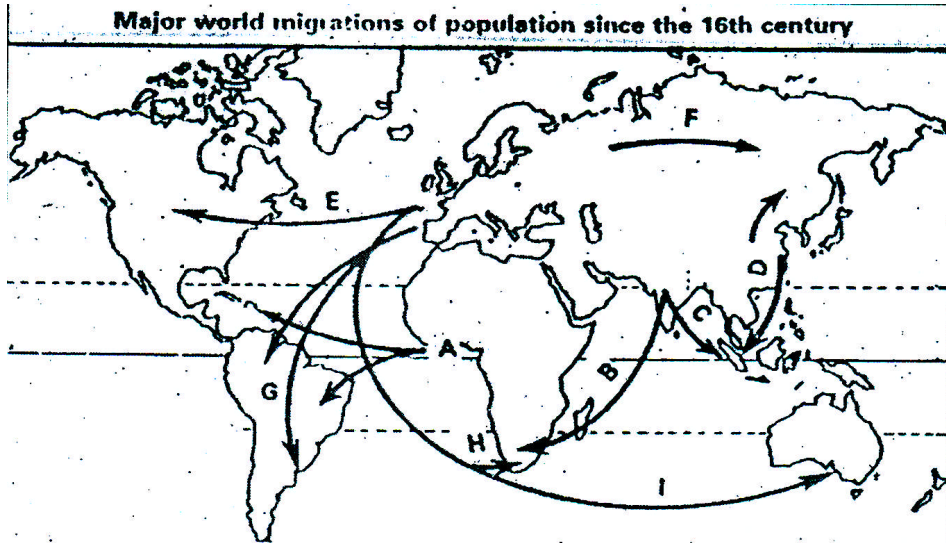 Major world migrations of population since the 16th century
F
E
D
C
A
B
G
H
I